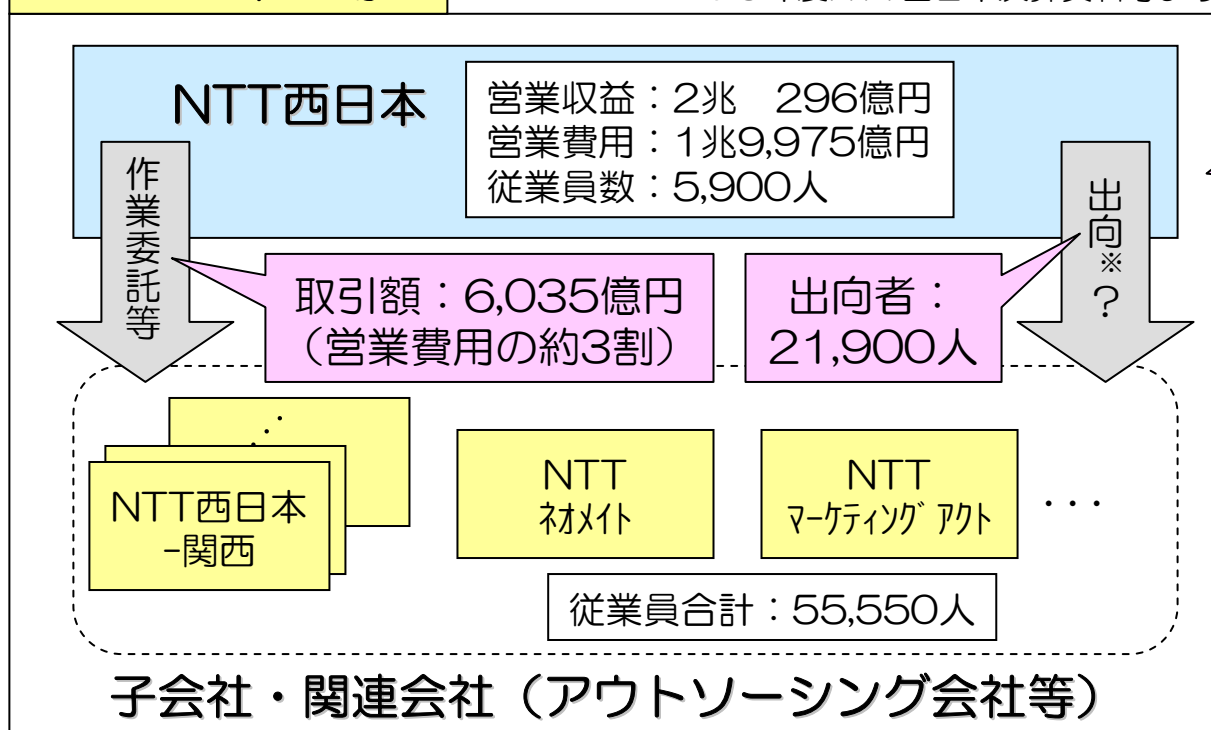 NTT西日本
営業収益：2兆　296億円
営業費用：1兆9,975億円
従業員数：5,900人
作業委託等
出向※？
取引額：6,035億円
（営業費用の約3割）
出向者：
21,900人
NTT西日本
-関西
NTT
ﾈｵﾒｲﾄ
NTT
ﾏｰｹﾃｨﾝｸﾞｱｸﾄ
・・・
従業員合計：55,550人
子会社・関連会社（アウトソーシング会社等）